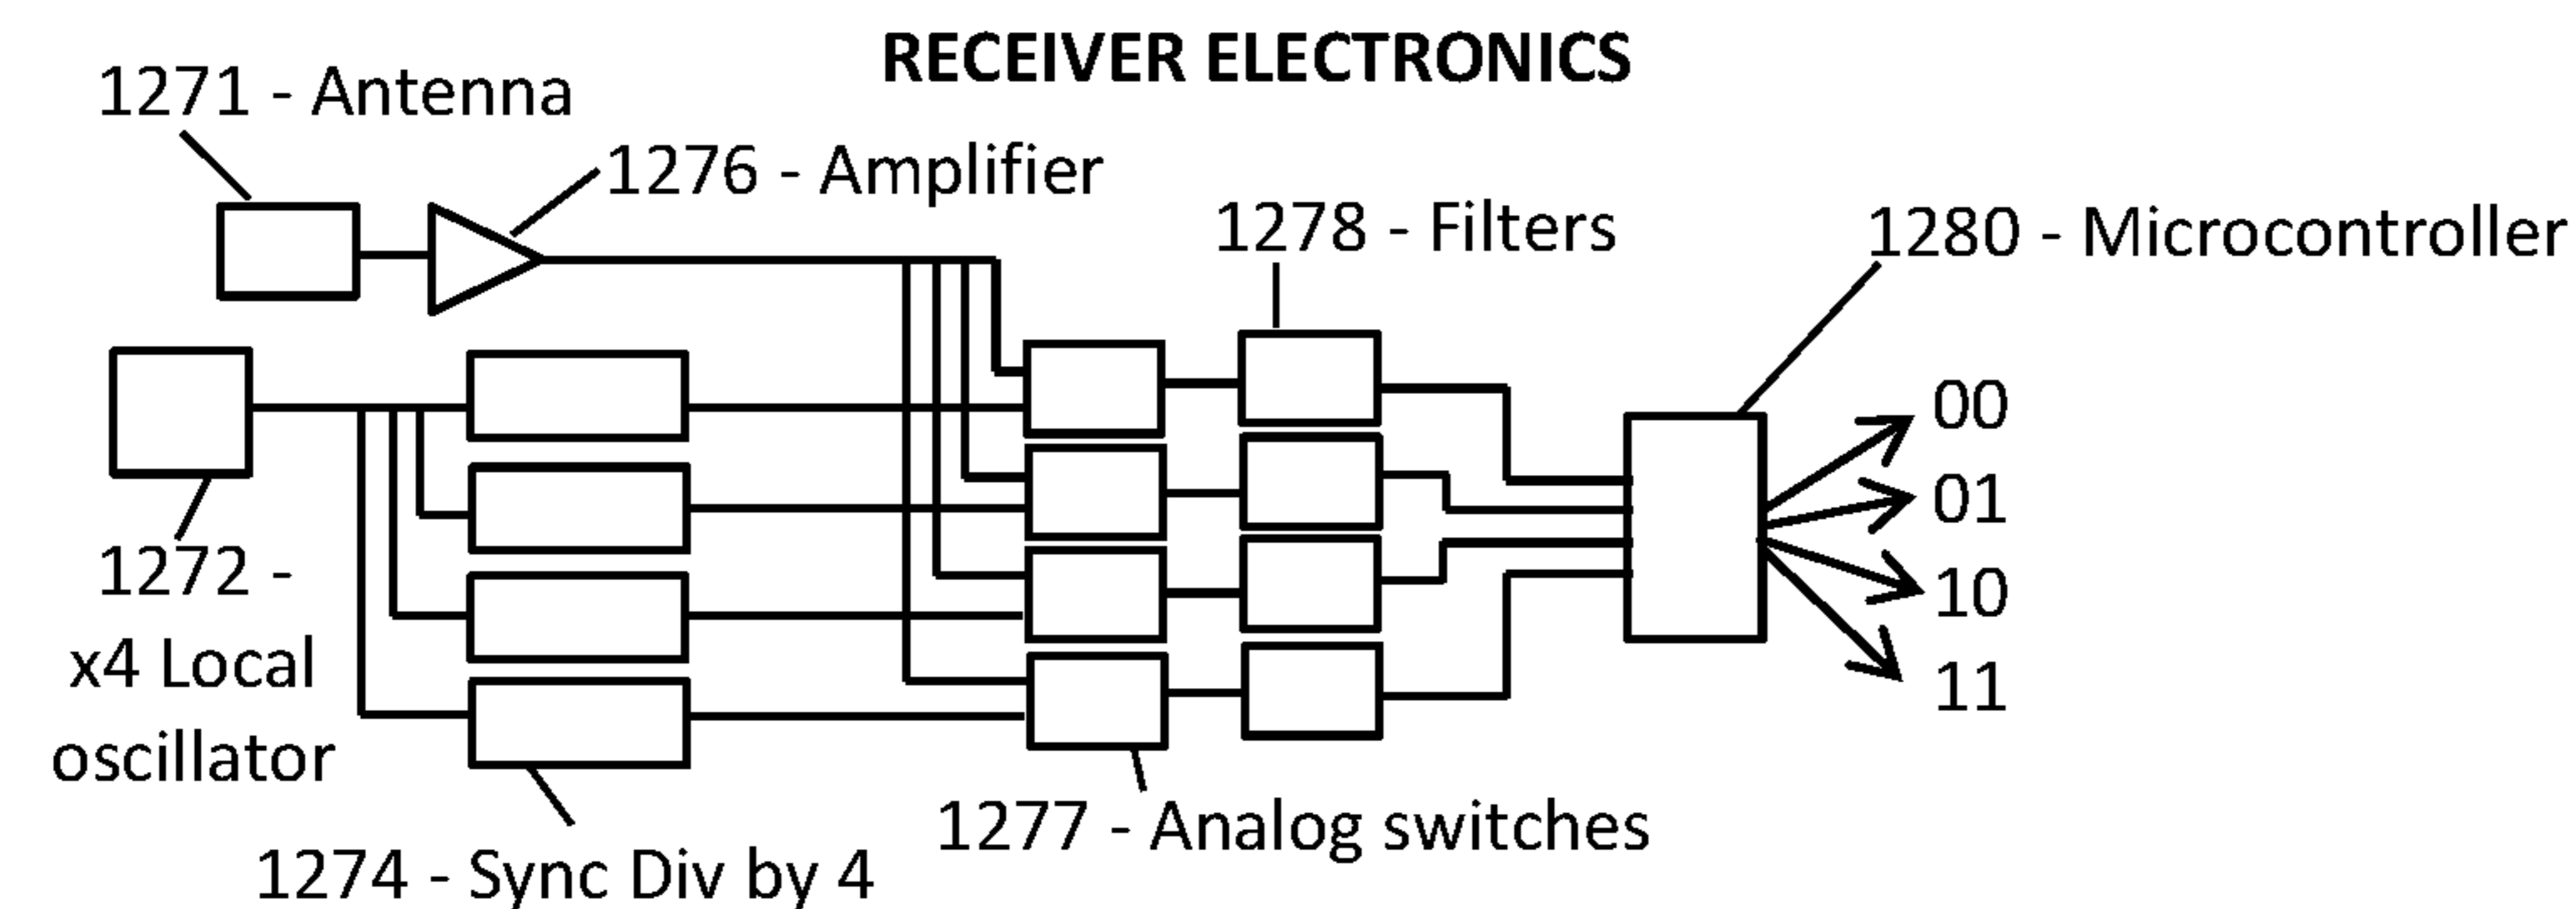 RECEIVER ELECTRONICS
1271 - Antenna
1276 - Amplifier
1278 - Filters
1280 - Microcontroller
00
01
10
11
1272 -
x4 Local
oscillator
1277 - Analog switches
1274 - Sync Div by 4